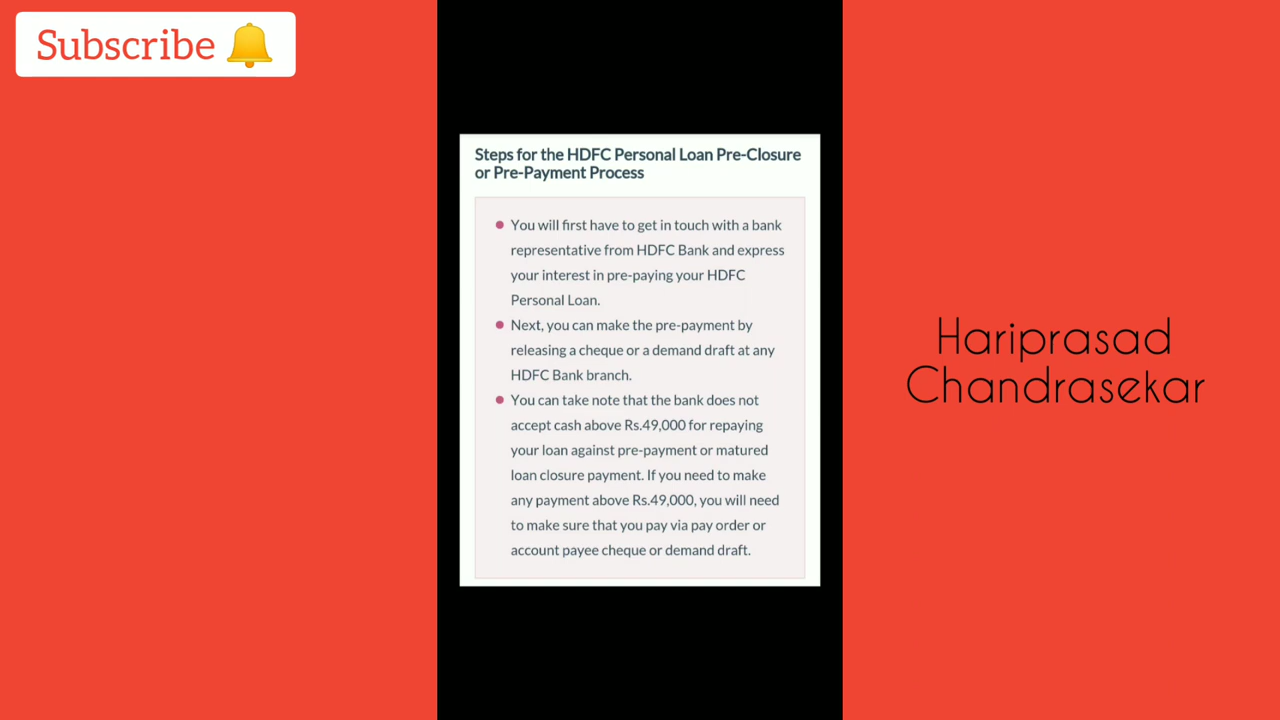 Subscribe
Steps for the HDFC Personal Loan Pre-Closure
or Pre-Payment Process
You will first have to get in touch with a bank
representative from HDFC Bank and express
your interest in pre-paying your HDFC
Personal Loan.
Next, you can make the pre-payment by
releasing a cheque or a demand draft at any
HDFC Bank branch.
You can take note that the bank does not
accept cash above Rs.49,000 for repaying
your loan against pre-payment or matured
loan closure payment. If you need to make
any payment above Rs.49,000, you will need
to make sure that you pay via pay order or
account payee cheque or demand draft.
Hariprasad
Chandrasekar